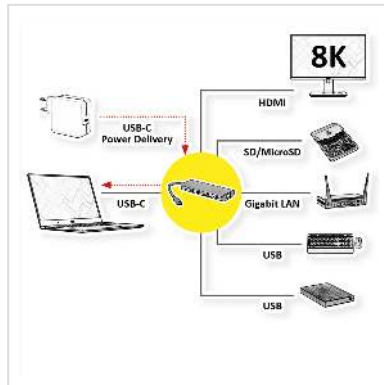 8K
HDMI
USB-C
Power Delivery
SD/MicroSD
USB-C
Gigabit LAN
USB
USB